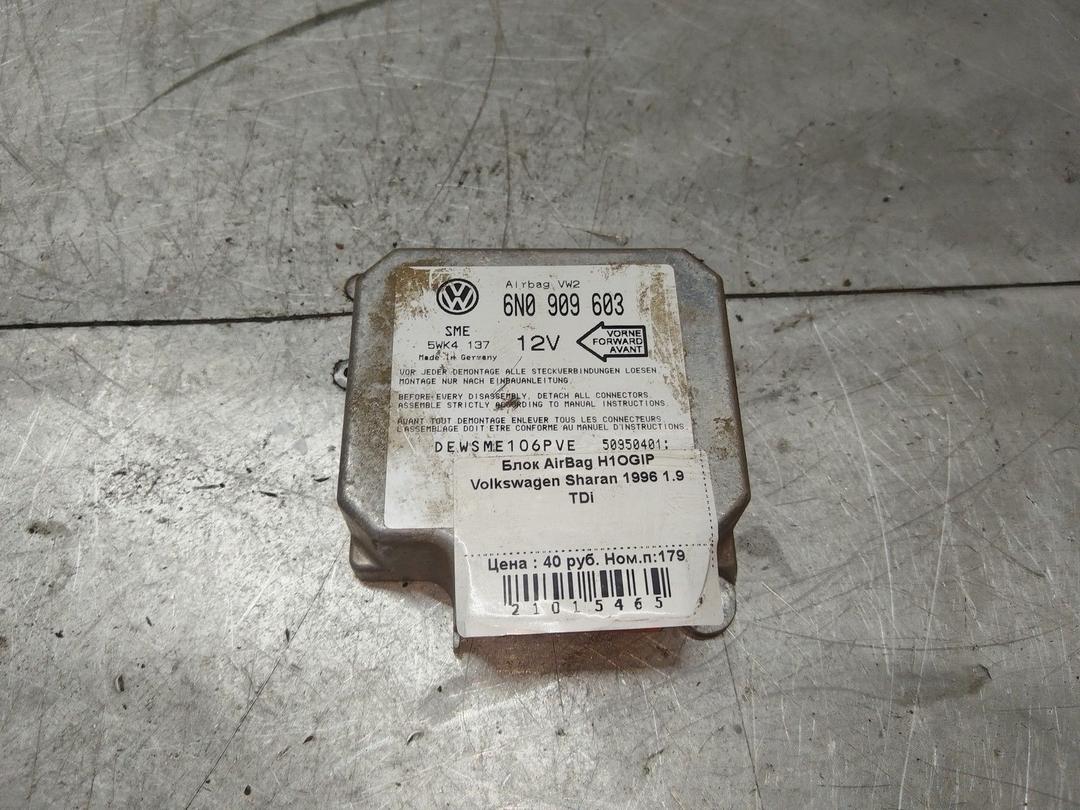 Airbag VW2
6N0 909 603
SME
5WK4 137
12V
VORNE
FORWARD
AVANT
Made in Germany
VOR JEDER DEMONTAGE ALLE STECKVERBINDUNGEN LOESEN
MONTAGE NUR NACH EINBAUANLEITUNG.
BEFORE EVERY DISASSEMBLY, DETACH ALL CONNECTORS
ASSEMBLE STRICTLY ACCORDING TO MANUAL INSTRUCTIONS.
AVANT TOUT DEMONTAGE ENLEVER TOUS LES CONNECTEURS
L'ASSEMBLAGE DOIT ETRE CONFORME AU MANUEL D'INSTRUCTIONS.
DEWSME106PVE 50950401:
Блок AirBag H1OGIP
Volkswagen Sharan 1996 1.9
TDi
Цена : 40 руб. Ном.п:179
21015465